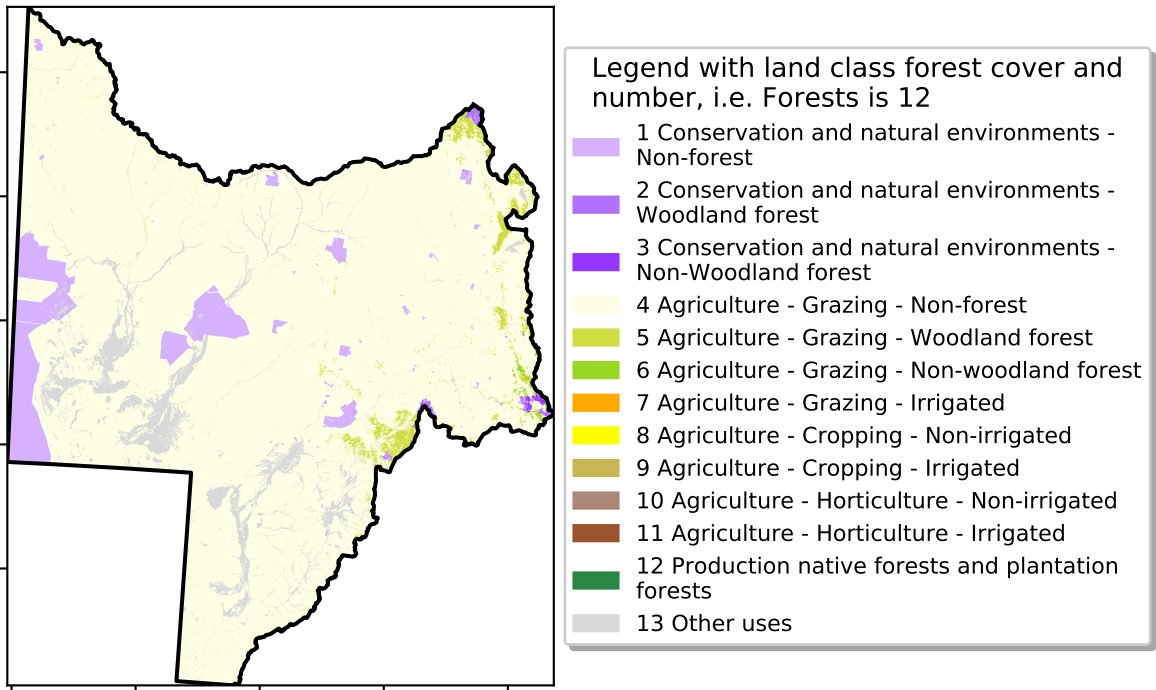 Legend with land class forest cover and
number, i.e. Forests is 12
1 Conservation and natural environments -
Non-forest
2 Conservation and natural environments -
Woodland forest
3 Conservation and natural environments -
Non-Woodland forest
4 Agriculture - Grazing - Non-forest
5 Agriculture - Grazing - Woodland forest
6 Agriculture - Grazing - Non-woodland forest
7 Agriculture - Grazing - Irrigated
8 Agriculture - Cropping - Non-irrigated
9 Agriculture - Cropping - Irrigated
10 Agriculture - Horticulture - Non-irrigated
11 Agriculture - Horticulture - Irrigated
12 Production native forests and plantation
forests
13 Other uses